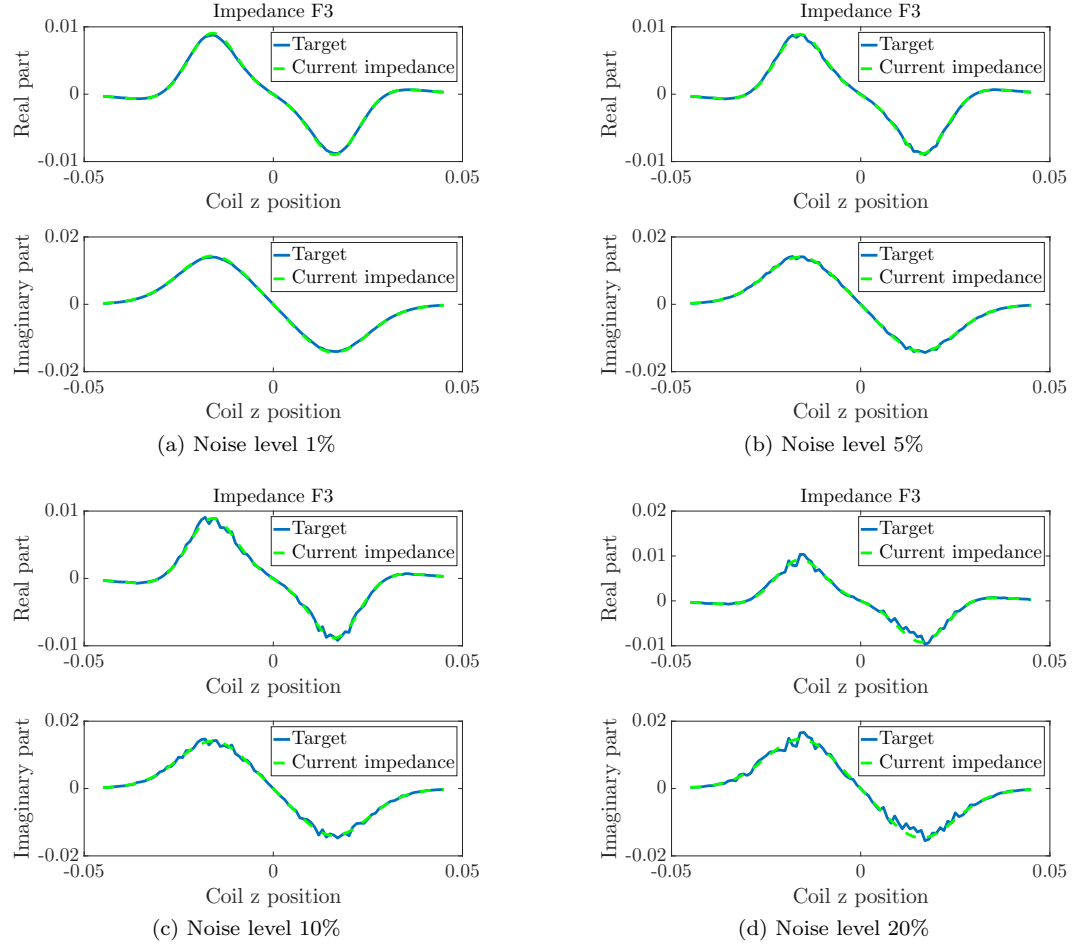 Impedance F3
0.01
0
-0.01
Real part
Target
Current impedance
-0.05
0
0.05
Coil z position
0.02
0
-0.02
Imaginary part
Target
Current impedance
-0.05
0
0.05
Coil z position
(a) Noise level 1%
Impedance F3
0.01
0
-0.01
Real part
Target
Current impedance
-0.05
0
0.05
Coil z position
0.02
0
-0.02
Imaginary part
Target
Current impedance
-0.05
0
0.05
Coil z position
(b) Noise level 5%
Impedance F3
0.01
0
-0.01
Real part
Target
Current impedance
-0.05
0
0.05
Coil z position
0.02
0
-0.02
Imaginary part
Target
Current impedance
-0.05
0
0.05
Coil z position
(c) Noise level 10%
Impedance F3
0.02
0.01
0
-0.01
Real part
Target
Current impedance
-0.05
0
0.05
Coil z position
0.02
0
-0.02
Imaginary part
Target
Current impedance
-0.05
0
0.05
Coil z position
(d) Noise level 20%